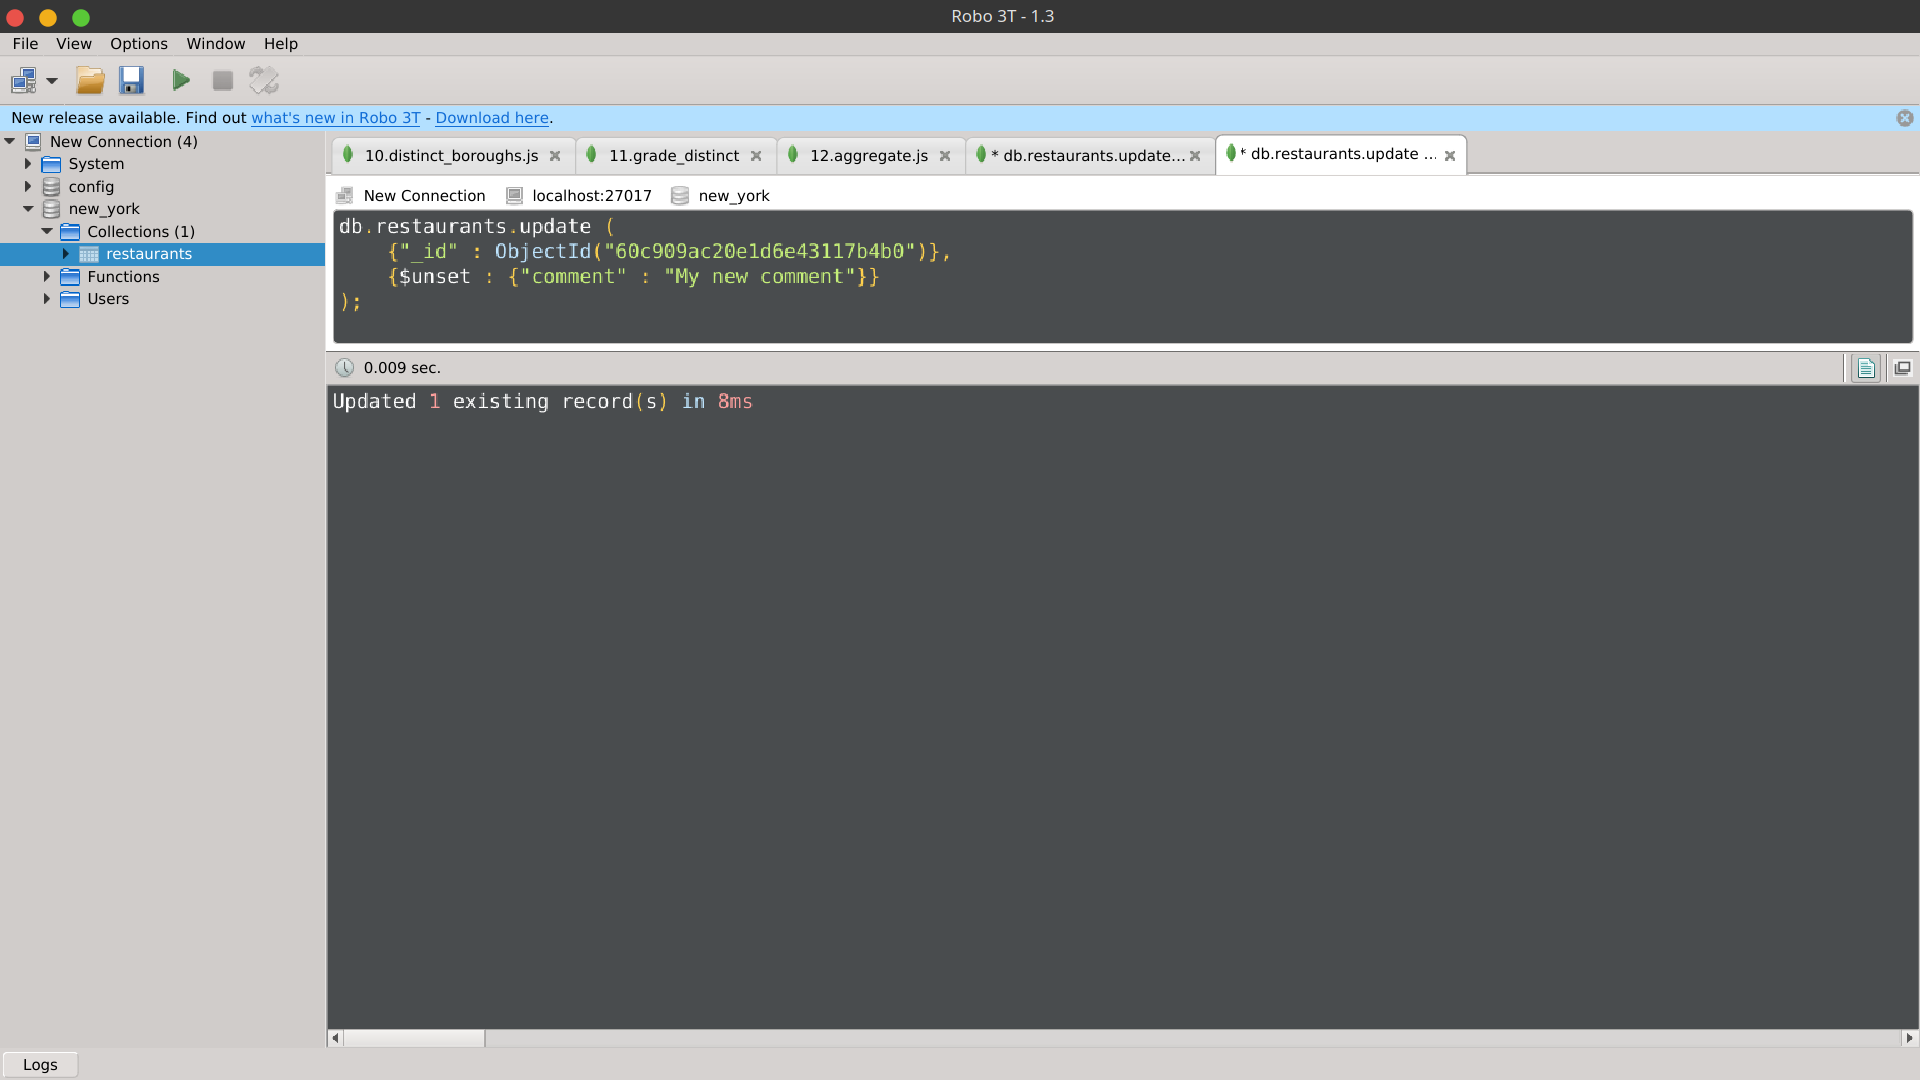 Robo 3T - 1.3
File View Options Window Help
New release available. Find out what's new in Robo 3T - Download here.
New Connection (4)
System
config
new_york
Collections (1)
restaurants
Functions
Users
10.distinct_boroughs.js
11.grade_distinct
12.aggregate.js
* db.restaurants.update...
* db.restaurants.update ...
New Connection localhost:27017 new_york
db.restaurants.update (
{"_id" : ObjectId("60c909ac20e1d6e43117b4b0")},
{$unset : {"comment" : "My new comment"}}
);
0.009 sec.
Updated 1 existing record(s) in 8ms
Logs